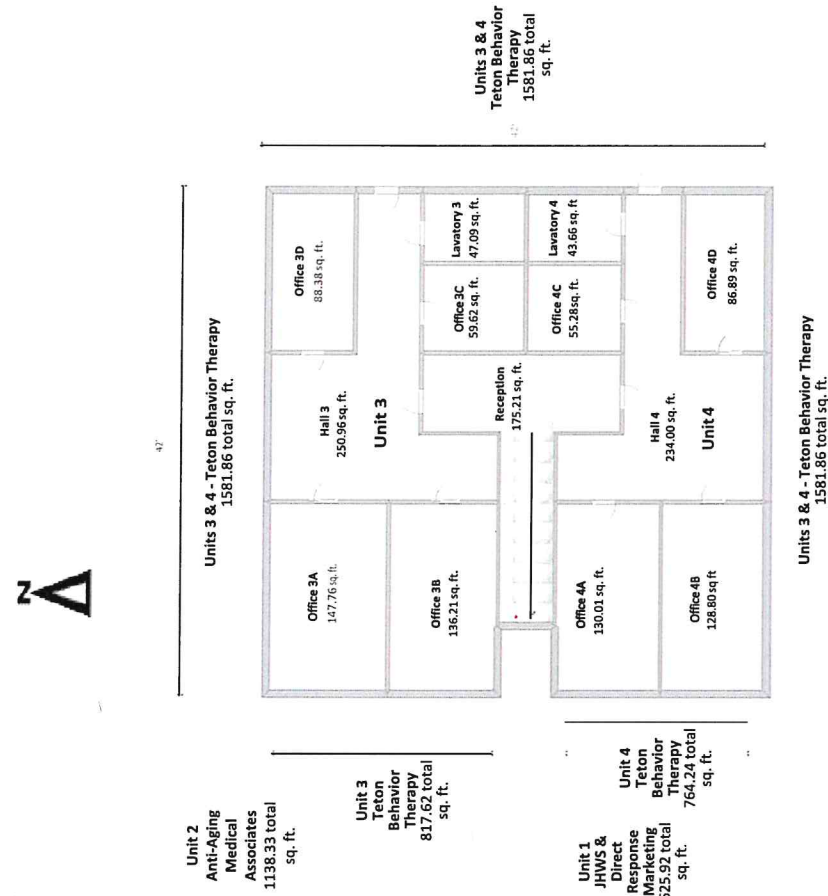 N
42'
Units 3 & 4 - Teton Behavior Therapy
1581.86 total sq. ft.
Units 3 & 4
Teton Behavior
Therapy
1581.86 total
sq. ft.
42'
Unit 2
Anti-Aging
Medical
Associates
1138.33 total
sq. ft.
Unit 3
Teton
Behavior
Therapy
817.62 total
sq. ft.
Office 3A
147.76 sq. ft.
Hall 3
250.96 sq. ft.
Unit 3
Office 3D
88.38 sq. ft.
Office 3B
136.21 sq. ft.
Office 3C
59.62 sq. ft.
Lavatory 3
47.09 sq. ft.
Reception
175.21 sq. ft.
Office 4C
55.28sq. ft.
Lavatory 4
43.66 sq. ft
Office 4A
130.01 sq. ft.
Hall 4
234.00 sq. ft.
Unit 4
Office 4B
128.80 sq. ft
Office 4D
86.89 sq. ft
Unit 4
Teton
Behavior
Therapy
764.24 total
sq. ft.
Unit 1
JHWS &
Direct
Response
Marketing
525.92 total
sq. ft.
Units 3 & 4 - Teton Behavior Therapy
1581.86 total sq. ft.